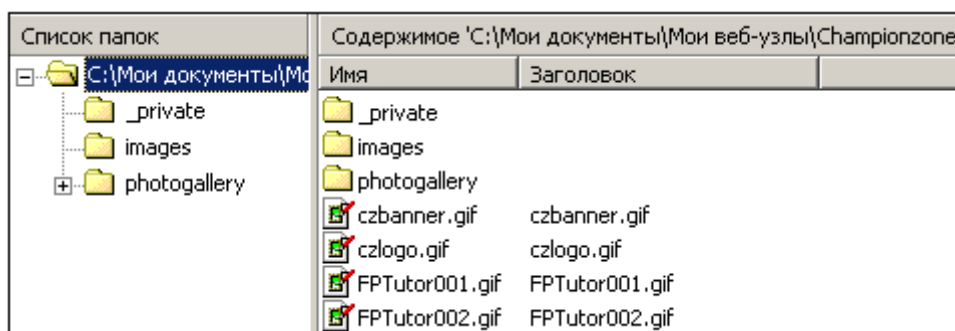 Список папок
Содержимое 'C:\Мои документы\Мои веб-узлы\Championzone
C:\Мои документы\Мо
_private
images
photogallery
Имя Заголовок
_private
images
photogallery
czbanner.gif czbanner.gif
czlogo.gif czlogo.gif
FPTutor001.gif FPTutor001.gif
FPTutor002.gif FPTutor002.gif